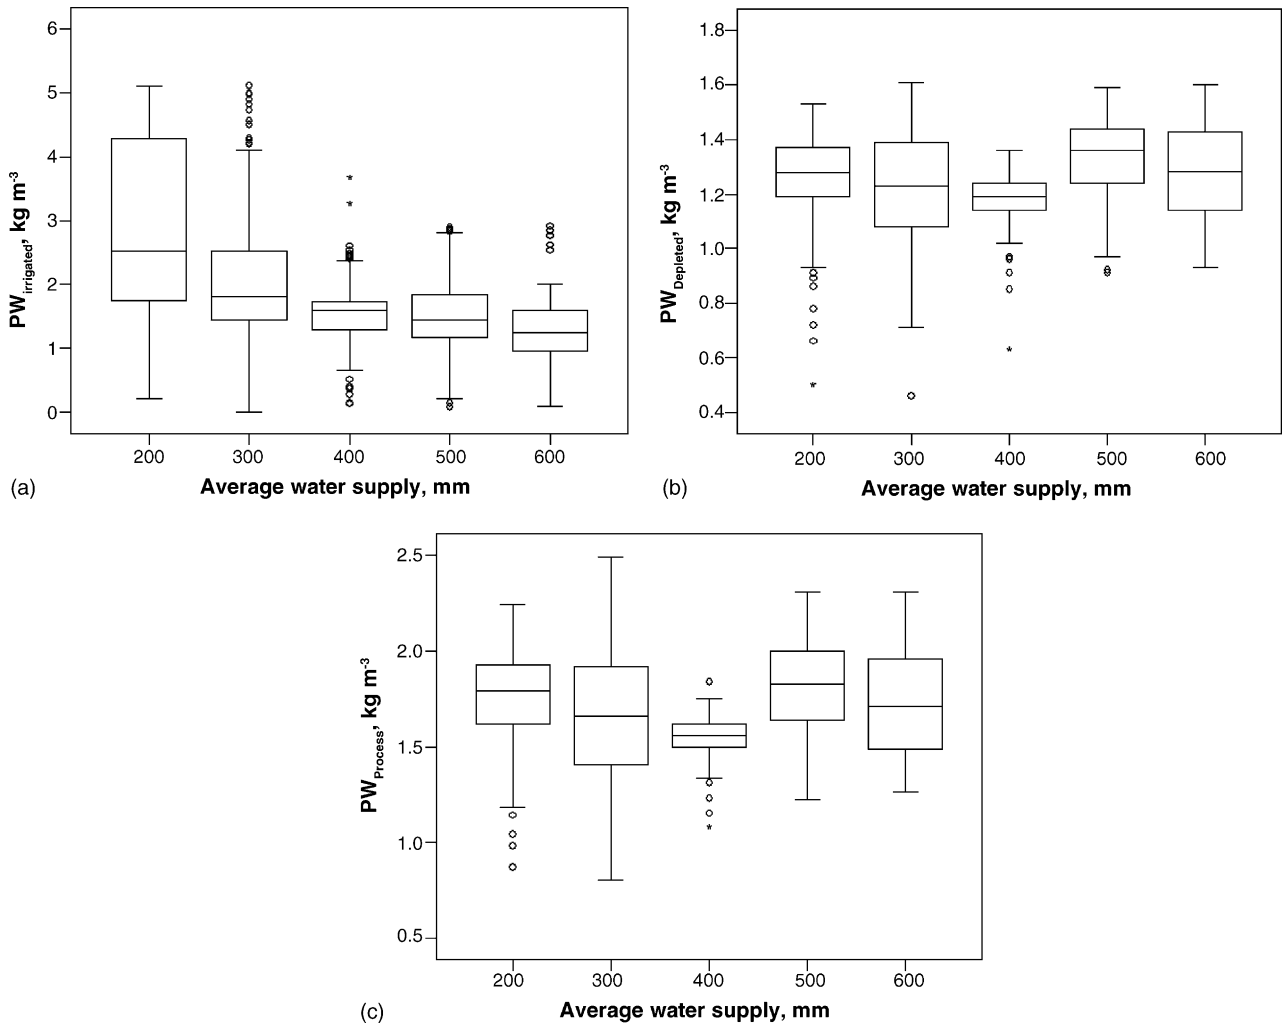 6
5
4
3
2
1
0
PWirrigated, kg m-3
200 300 400 500 600
Average water supply, mm
(a)
1.8
1.6
1.4
1.2
1.0
0.8
0.6
0.4
PWDepleted, kg m-3
200 300 400 500 600
Average water supply, mm
(b)
2.5
2.0
1.5
1.0
0.5
PWProcess, kg m-3
200 300 400 500 600
Average water supply, mm
(c)